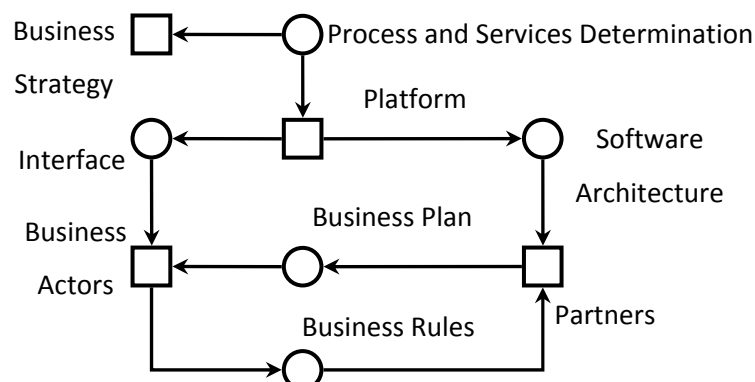 Business
Strategy
Process and Services Determination
Platform
Interface
Software
Architecture
Business Plan
Business
Actors
Business Rules
Partners